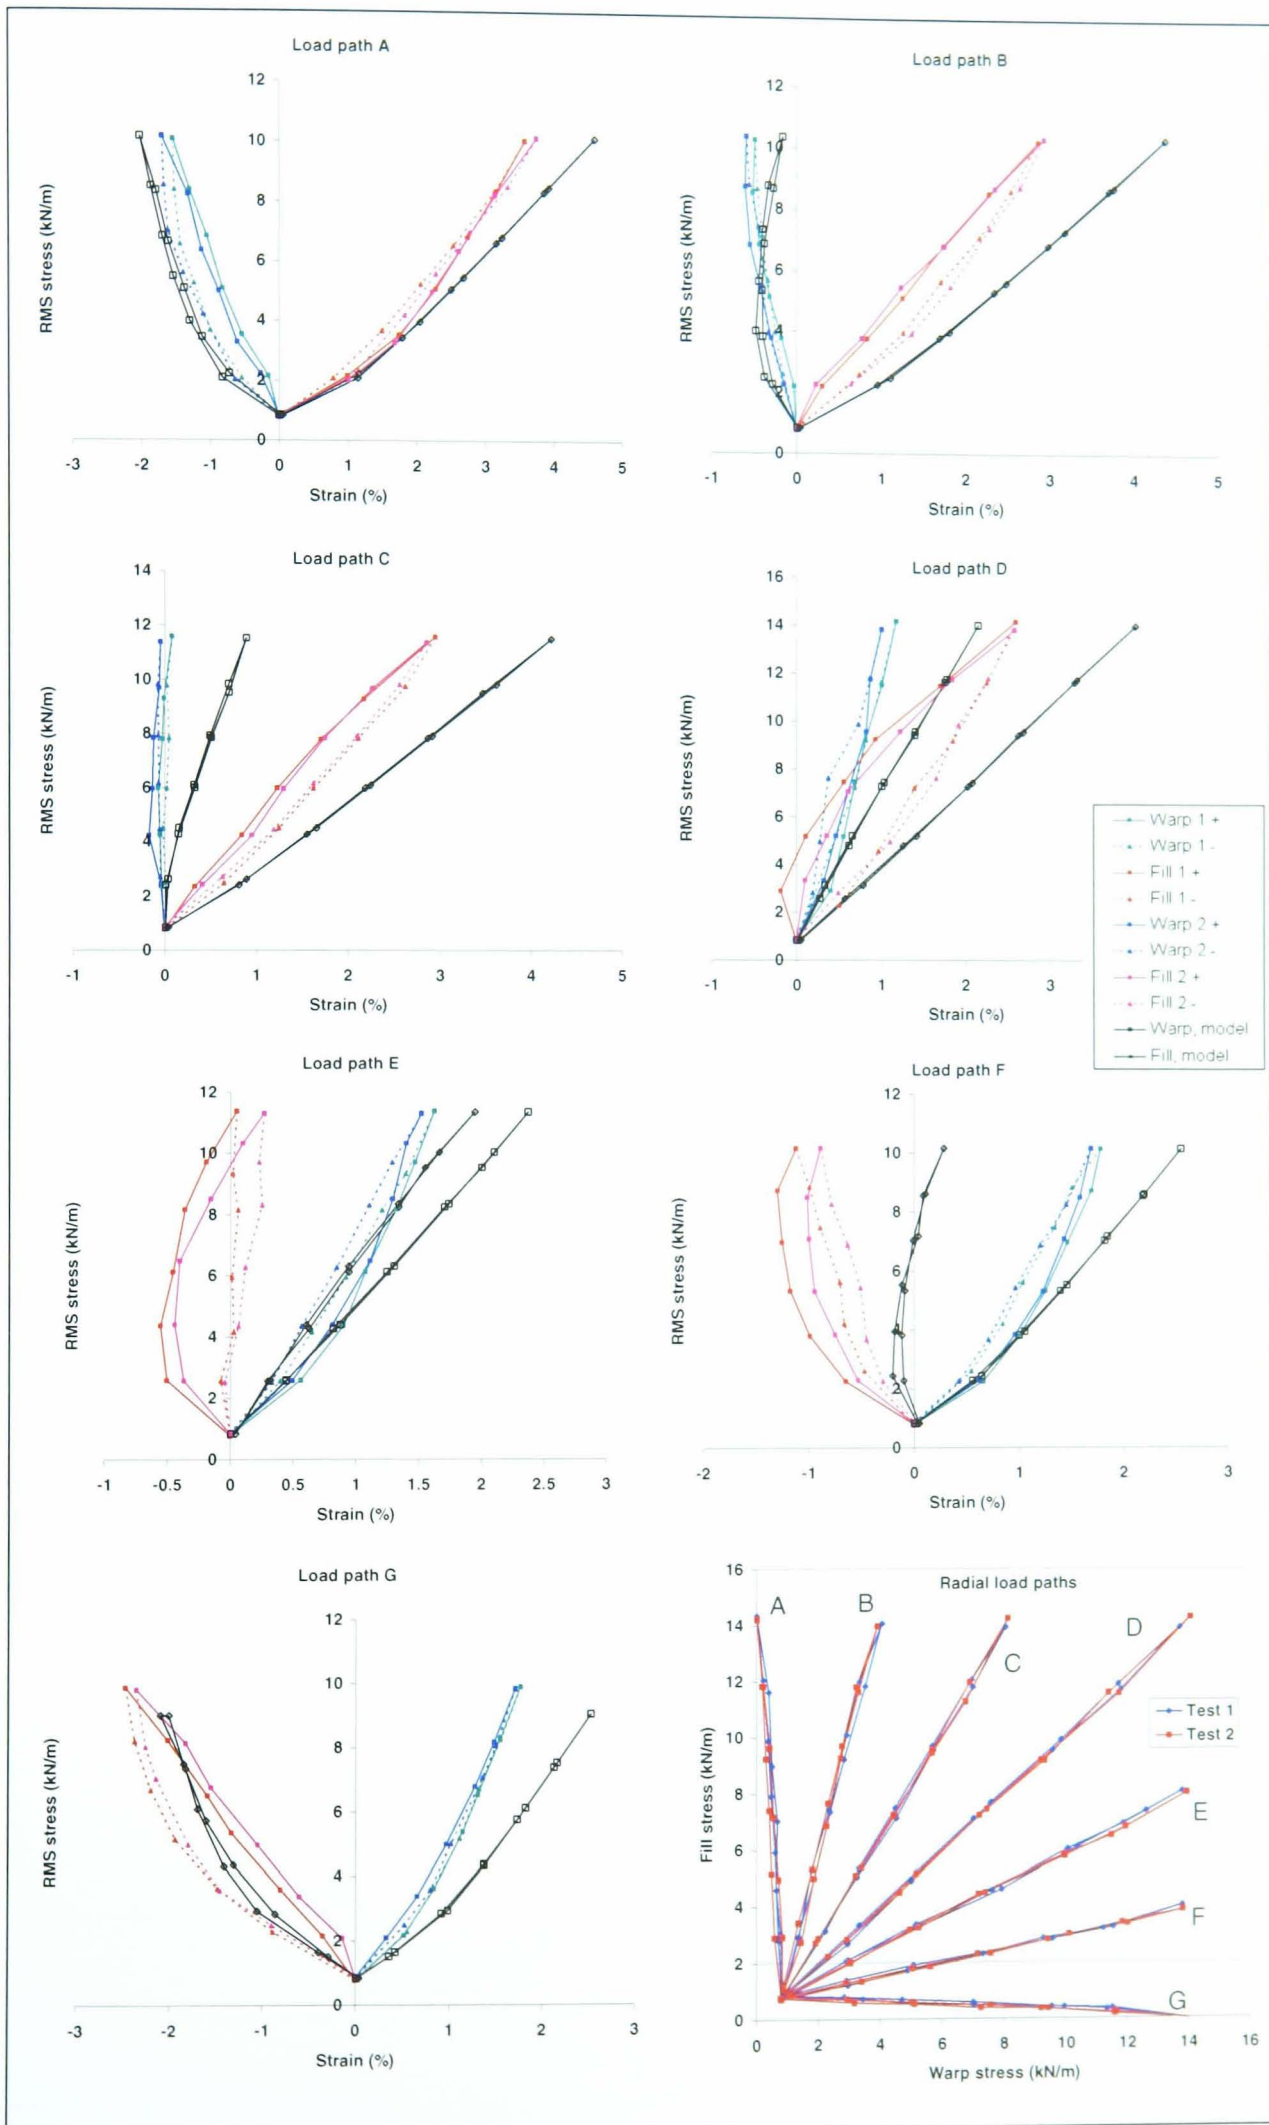 Load path A
12
10
8
6
4
2
0
-3 -2 -1 0 1 2 3 4 5
RMS stress (kN/m)
Strain (%)
Load path B
12
10
8
6
4
2
0
-1 0 1 2 3 4 5
RMS stress (kN/m)
Strain (%)
Load path C
14
12
10
8
6
4
2
0
-1 0 1 2 3 4 5
RMS stress (kN/m)
Strain (%)
Load path D
16
14
12
10
8
6
4
2
0
-1 0 1 2 3
RMS stress (kN/m)
Strain (%)
Warp 1 +
Warp 1 -
Fill 1 +
Fill 1 -
Warp 2 +
Warp 2 -
Fill 2 +
Fill 2 -
Warp, model
Fill, model
Load path E
12
10
8
6
4
2
0
-1 -0.5 0 0.5 1 1.5 2 2.5 3
RMS stress (kN/m)
Strain (%)
Load path F
12
10
8
6
4
2
0
-2 -1 0 1 2 3
RMS stress (kN/m)
Strain (%)
Load path G
12
10
8
6
4
2
0
-3 -2 -1 0 1 2 3
RMS stress (kN/m)
Strain (%)
Radial load paths
16
14
12
10
8
6
4
2
0
0 2 4 6 8 10 12 14 16
Fill stress (kN/m)
Warp stress (kN/m)
A
B
C
D
E
F
G
Test 1
Test 2